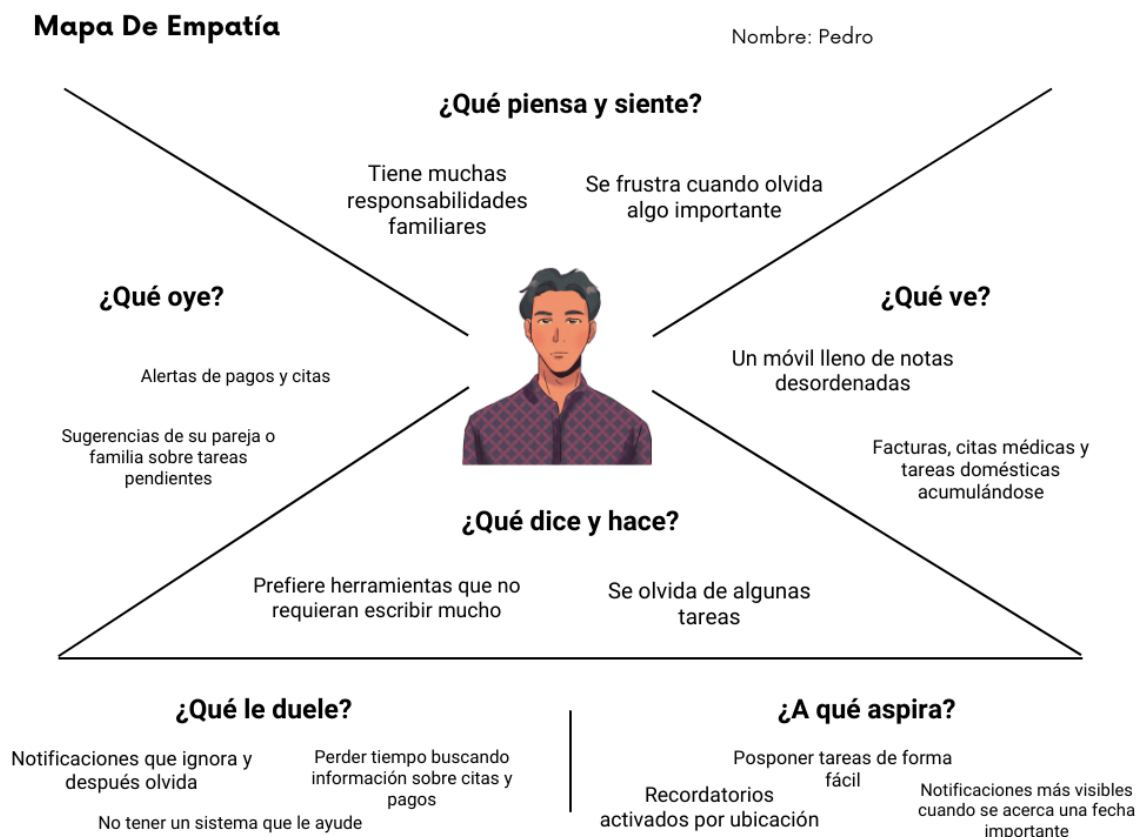 Mapa De Empatía
Nombre: Pedro
¿Qué piensa y siente?
Tiene muchas
responsabilidades
familiares
Se frustra cuando olvida
algo importante
¿Qué oye?
Alertas de pagos y citas
Sugerencias de su pareja o
familia sobre tareas
pendientes
¿Qué ve?
Un móvil lleno de notas
desordenadas
Facturas, citas médicas y
tareas domésticas
acumulándose
¿Qué dice y hace?
Prefiere herramientas que no
requieran escribir mucho
Se olvida de algunas
tareas
¿Qué le duele?
Notificaciones que ignora y
después olvida
Perder tiempo buscando
información sobre citas y
pagos
No tener un sistema que le ayude
¿A qué aspira?
Posponer tareas de forma
fácil
Recordatorios
activados por ubicación
Notificaciones más visibles
cuando se acerca una fecha
importante